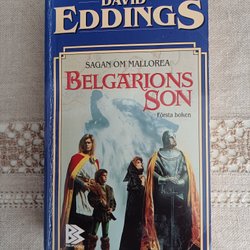 DAVID
EDDINGS
SAGAN OM MALLOREA
BELGARIONS
SON
Första boken
B